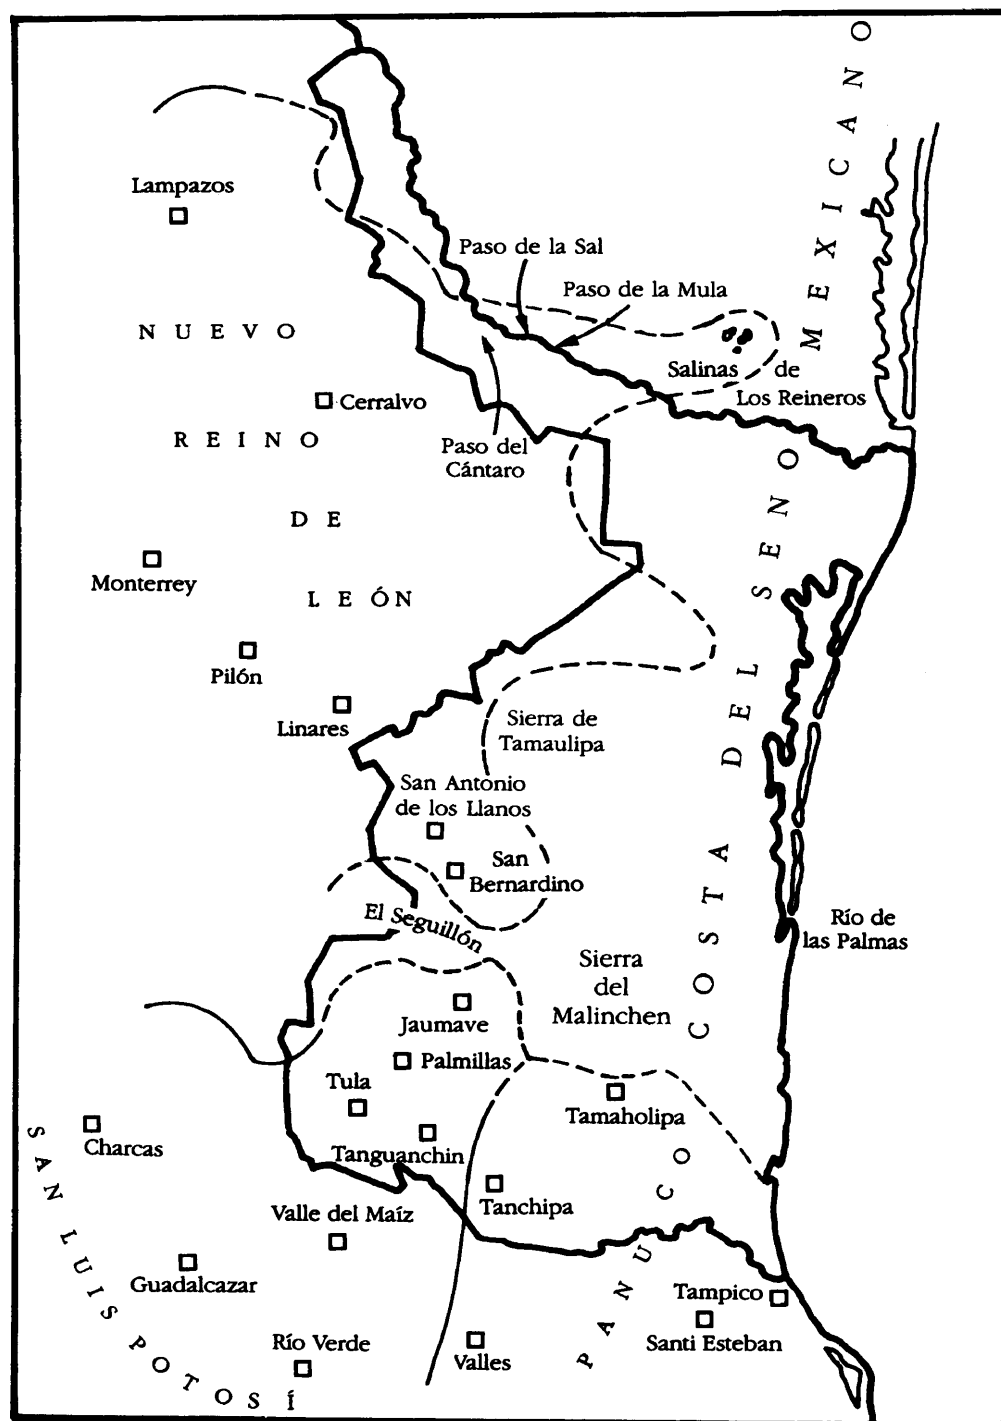 Lampazos
NUEVO
REINO
DE
LEÓN
Paso de la Sal
Paso de la Mula
Salinas de
Los Reineros
Paso del
Cántaro
Cerralvo
Monterrey
Pilón
Linares
Sierra de
Tamaulipa
San Antonio
de los Llanos
San
Bernardino
El Seguillón
Sierra
del
Malinchen
COSTA DEL SENO MEXICANO
Río de
las Palmas
Jaumave
Palmillas
Tula
Tanguanchin
Tamaholipa
Tanchipa
Charcas
SAN LUIS POTOSÍ
Valle del Maíz
Guadalcazar
Río Verde
Valles
PANUCO
Tampico
Santi Esteban